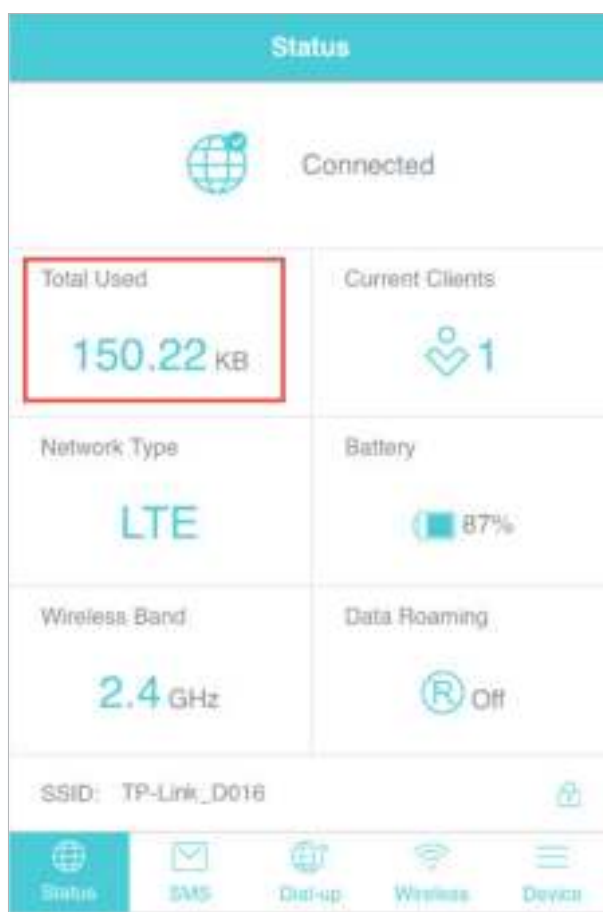 Status
Connected
Total Used
150.22 KB
Current Clients
1
Network Type
LTE
Battery
87%
Wireless Band
2.4 GHz
Data Roaming
R Off
SSID: TP-Link_D016
Status SMS Dial-up Wireless Device